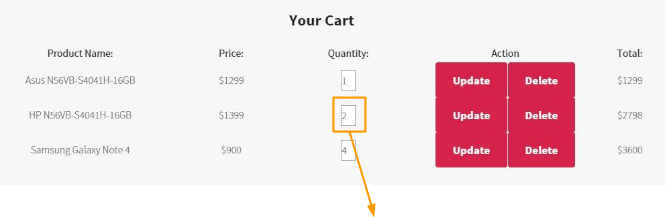 Your Cart
Product Name: Price: Quantity: Action Total:
Asus N56VB-S4041H-16GB $1299 1 Update Delete $1299
HP N56VB-S4041H-16GB $1399 2 Update Delete $2798
Samsung Galaxy Note 4 $900 4 Update Delete $3600